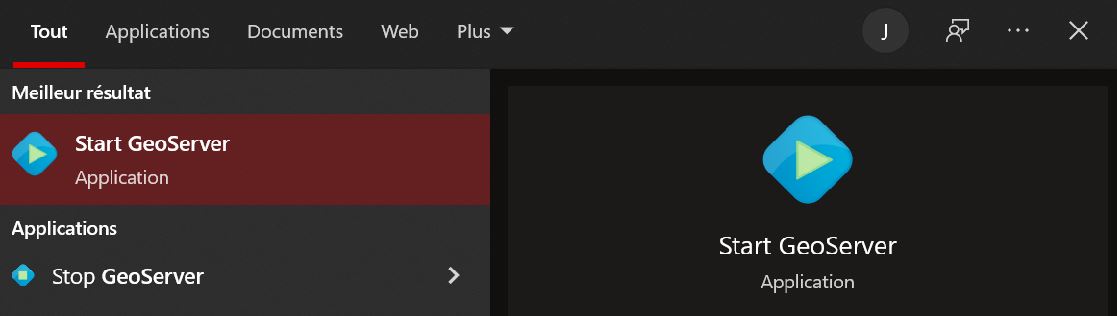 Tout Applications Documents Web Plus J
Meilleur résultat
Start GeoServer
Application
Applications
Stop GeoServer
Start GeoServer
Application